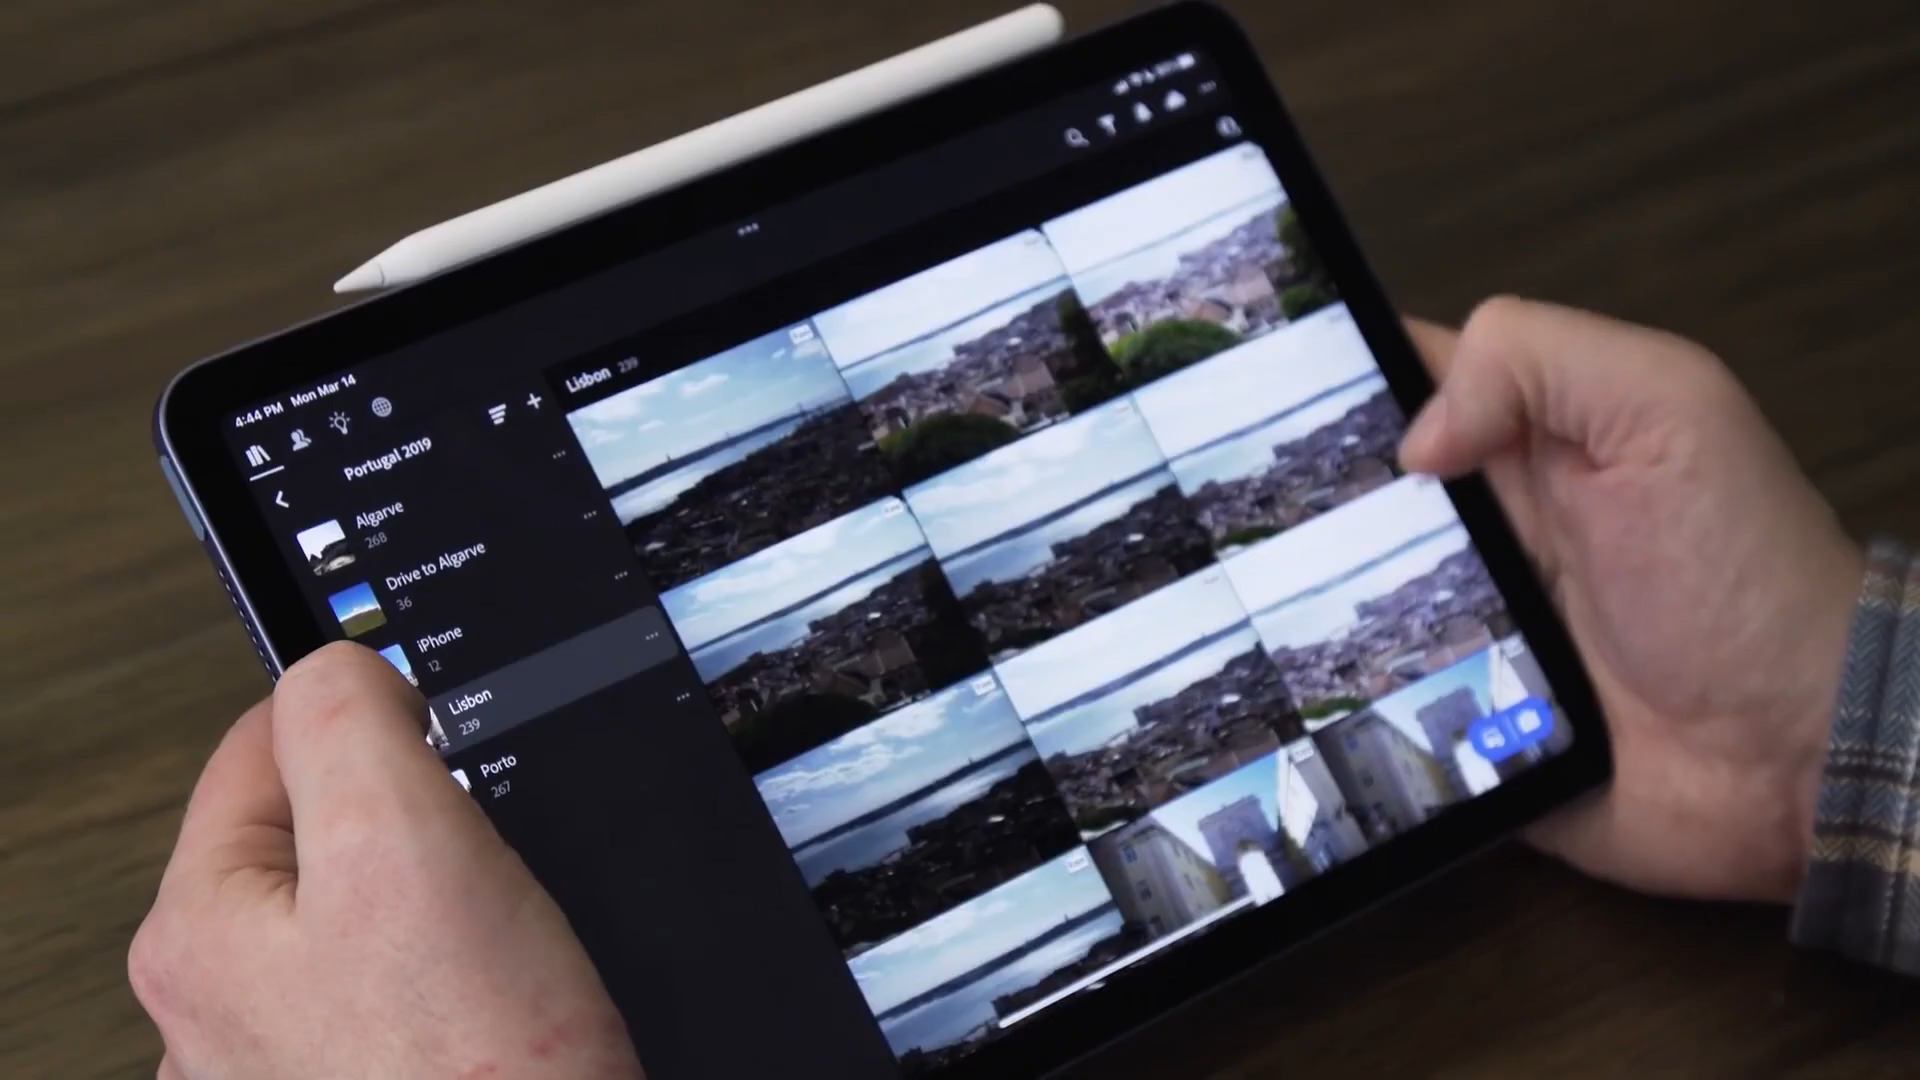 4:44 PM Mon Mar 14
Portugal 2019
Algarve
268
Drive to Algarve
36
iPhone
12
Lisbon
239
Porto
267
Lisbon 239